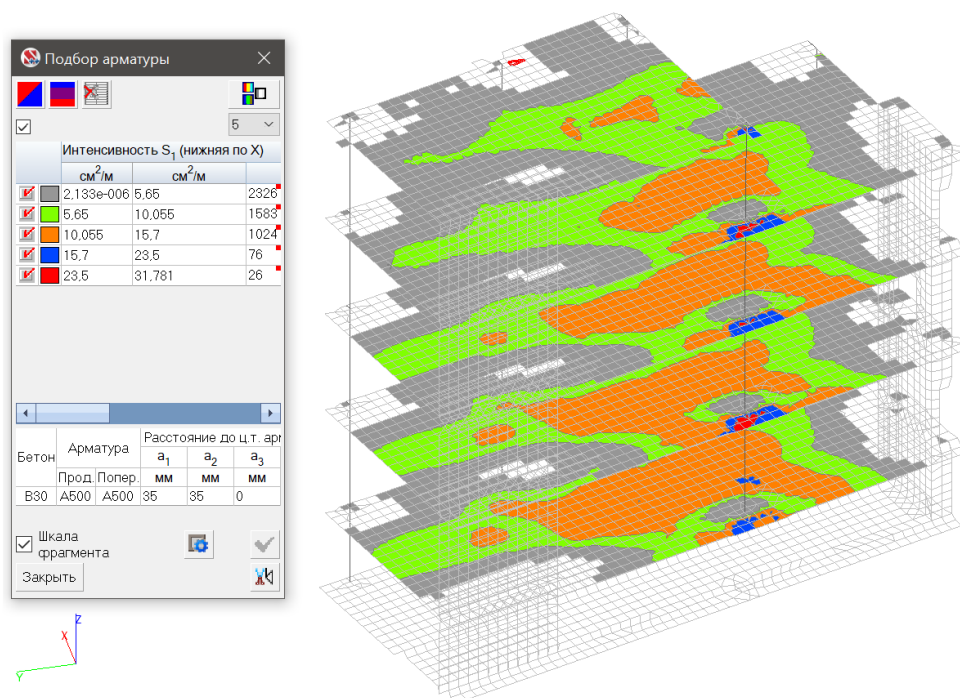 Подбор арматуры
5
Интенсивность S1 (нижняя по X)
см2/м см2/м
2,133e-006 5,65 2326
5,65 10,055 1583
10,055 15,7 1024
15,7 23,5 76
23,5 31,781 26
Бетон Арматура Расстояние до ц.т. арм
a1 a2 a3
Прод. Попер. мм мм мм
B30 A500 A500 35 35 0
Шкала
фрагмента
Закрыть
Z
X
Y